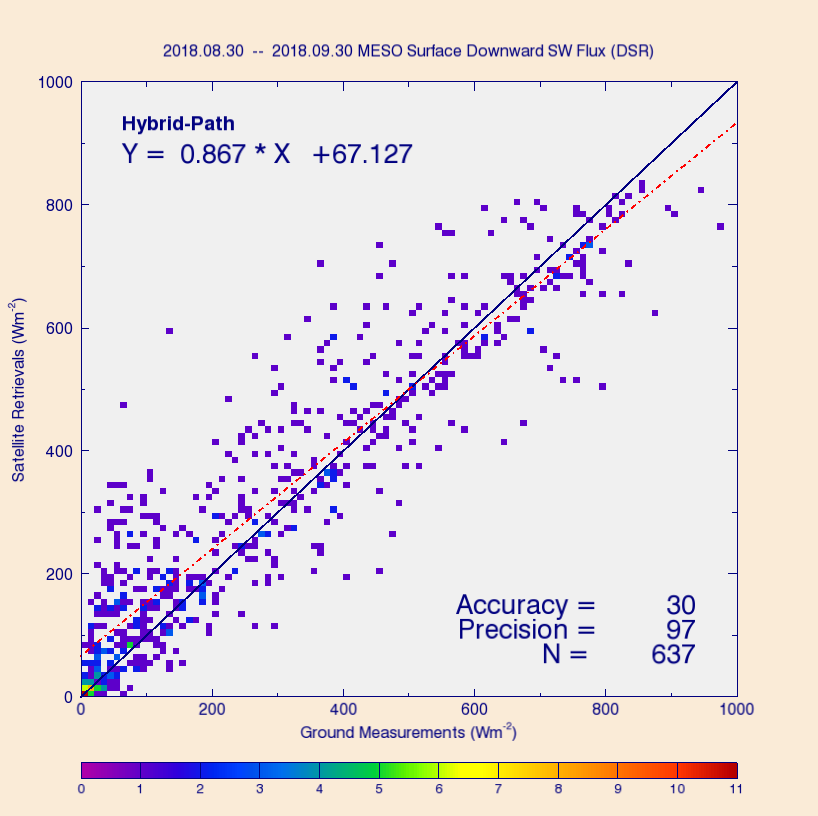 2018.08.30 -- 2018.09.30 MESO Surface Downward SW Flux (DSR)
1000
Hybrid-Path
Y = 0.867 * X +67.127
800
600
Satellite Retrievals (Wm-2)
400
200
Accuracy = 30
Precision = 97
N = 637
0
0 200 400 600 800 1000
Ground Measurements (Wm-2)
0 1 2 3 4 5 6 7 8 9 10 11